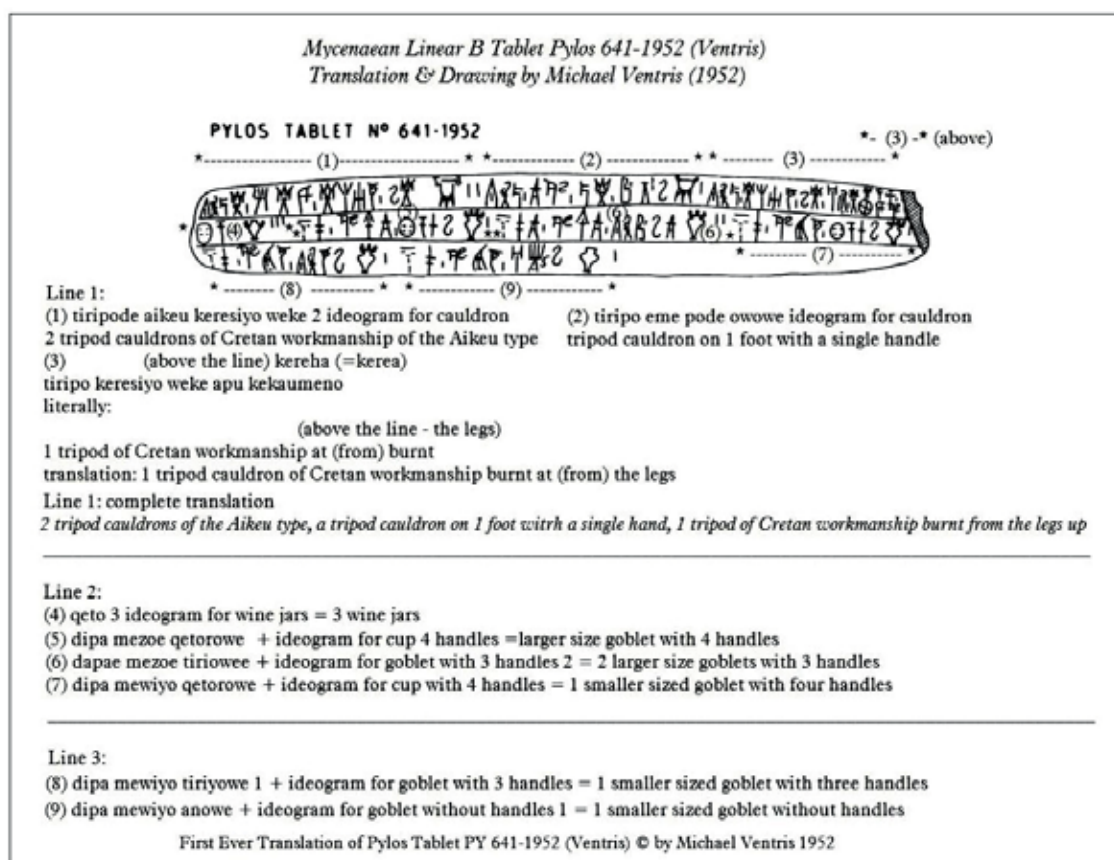 Mycenaean Linear B Tablet Pylos 641-1952 (Ventris)
Translation & Drawing by Michael Ventris (1952)
PYLOS TABLET Nº 641-1952
*- (3) -* (above)
*----------------- (1)------------------- * *------------- (2) --------------- * *-------- (3) ------------ *
(4) (6)
* -------- (7) ------------ *
* -------- (8) ------------ * * -------- (9) ------------- *
Line 1:
(1) tiripode aikeu keresiyo weke 2 ideogram for cauldron (2) tiripo eme pode owowe ideogram for cauldron
2 tripod cauldrons of Cretan workmanship of the Aikeu type tripod cauldron on 1 foot with a single handle
(3) (above the line) kereha (=kerea)
tiripo keresiyo weke apu kekaumeno
literally:
(above the line - the legs)
1 tripod of Cretan workmanship at (from) burnt
translation: 1 tripod cauldron of Cretan workmanship burnt at (from) the legs
Line 1: complete translation
2 tripod cauldrons of the Aikeu type, a tripod cauldron on 1 foot witrh a single hand, 1 tripod of Cretan workmanship burnt from the legs up
Line 2:
(4) qeto 3 ideogram for wine jars = 3 wine jars
(5) dipa mezoe qetorowe + ideogram for cup 4 handles =larger size goblet with 4 handles
(6) dapae mezoe tiriowee + ideogram for goblet with 3 handles 2 = 2 larger size goblets with 3 handles
(7) dipa mewiyo qetorowe + ideogram for cup with 4 handles = 1 smaller sized goblet with four handles
Line 3:
(8) dipa mewiyo tiriyowe 1 + ideogram for goblet with 3 handles = 1 smaller sized goblet with three handles
(9) dipa mewiyo anowe + ideogram for goblet without handles 1 = 1 smaller sized goblet without handles
First Ever Translation of Pylos Tablet PY 641-1952 (Ventris) © by Michael Ventris 1952